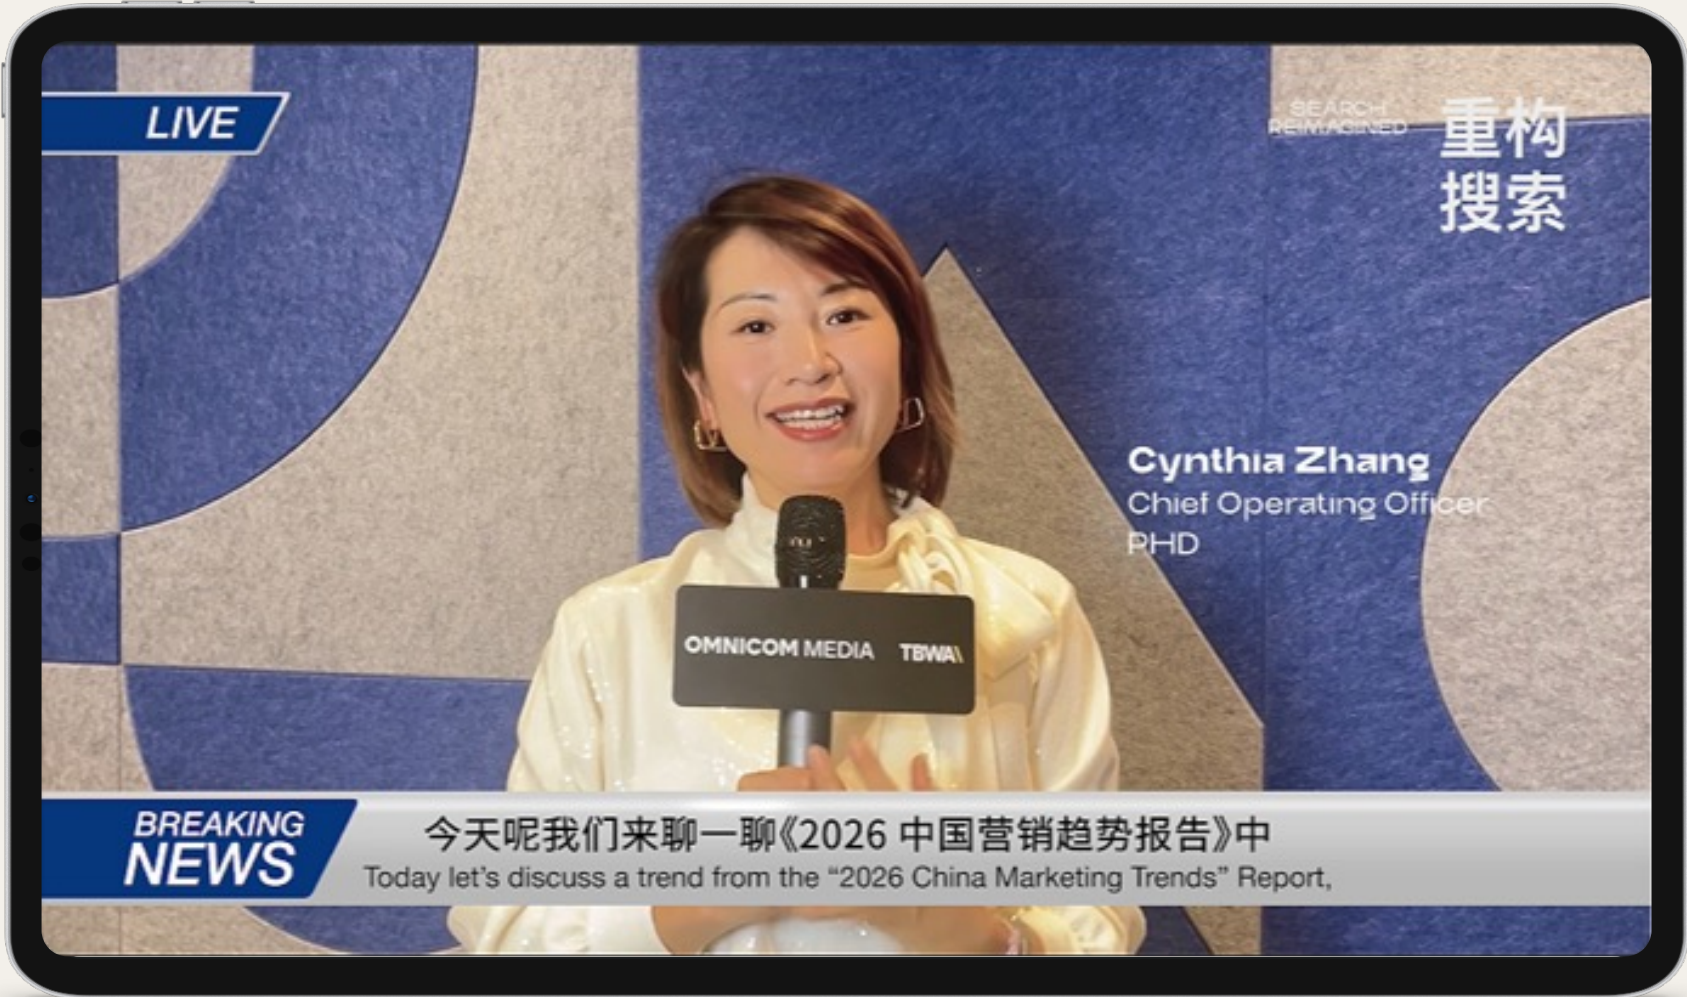 LIVE
SEARCH
REIMAGINED
重构
搜索
Cynthia Zhang
Chief Operating Officer
PHD
OMNICOM MEDIA TBWA\
BREAKING
NEWS
今天呢我们来聊一聊《2026 中国营销趋势报告》中
Today let's discuss a trend from the “2026 China Marketing Trends” Report,